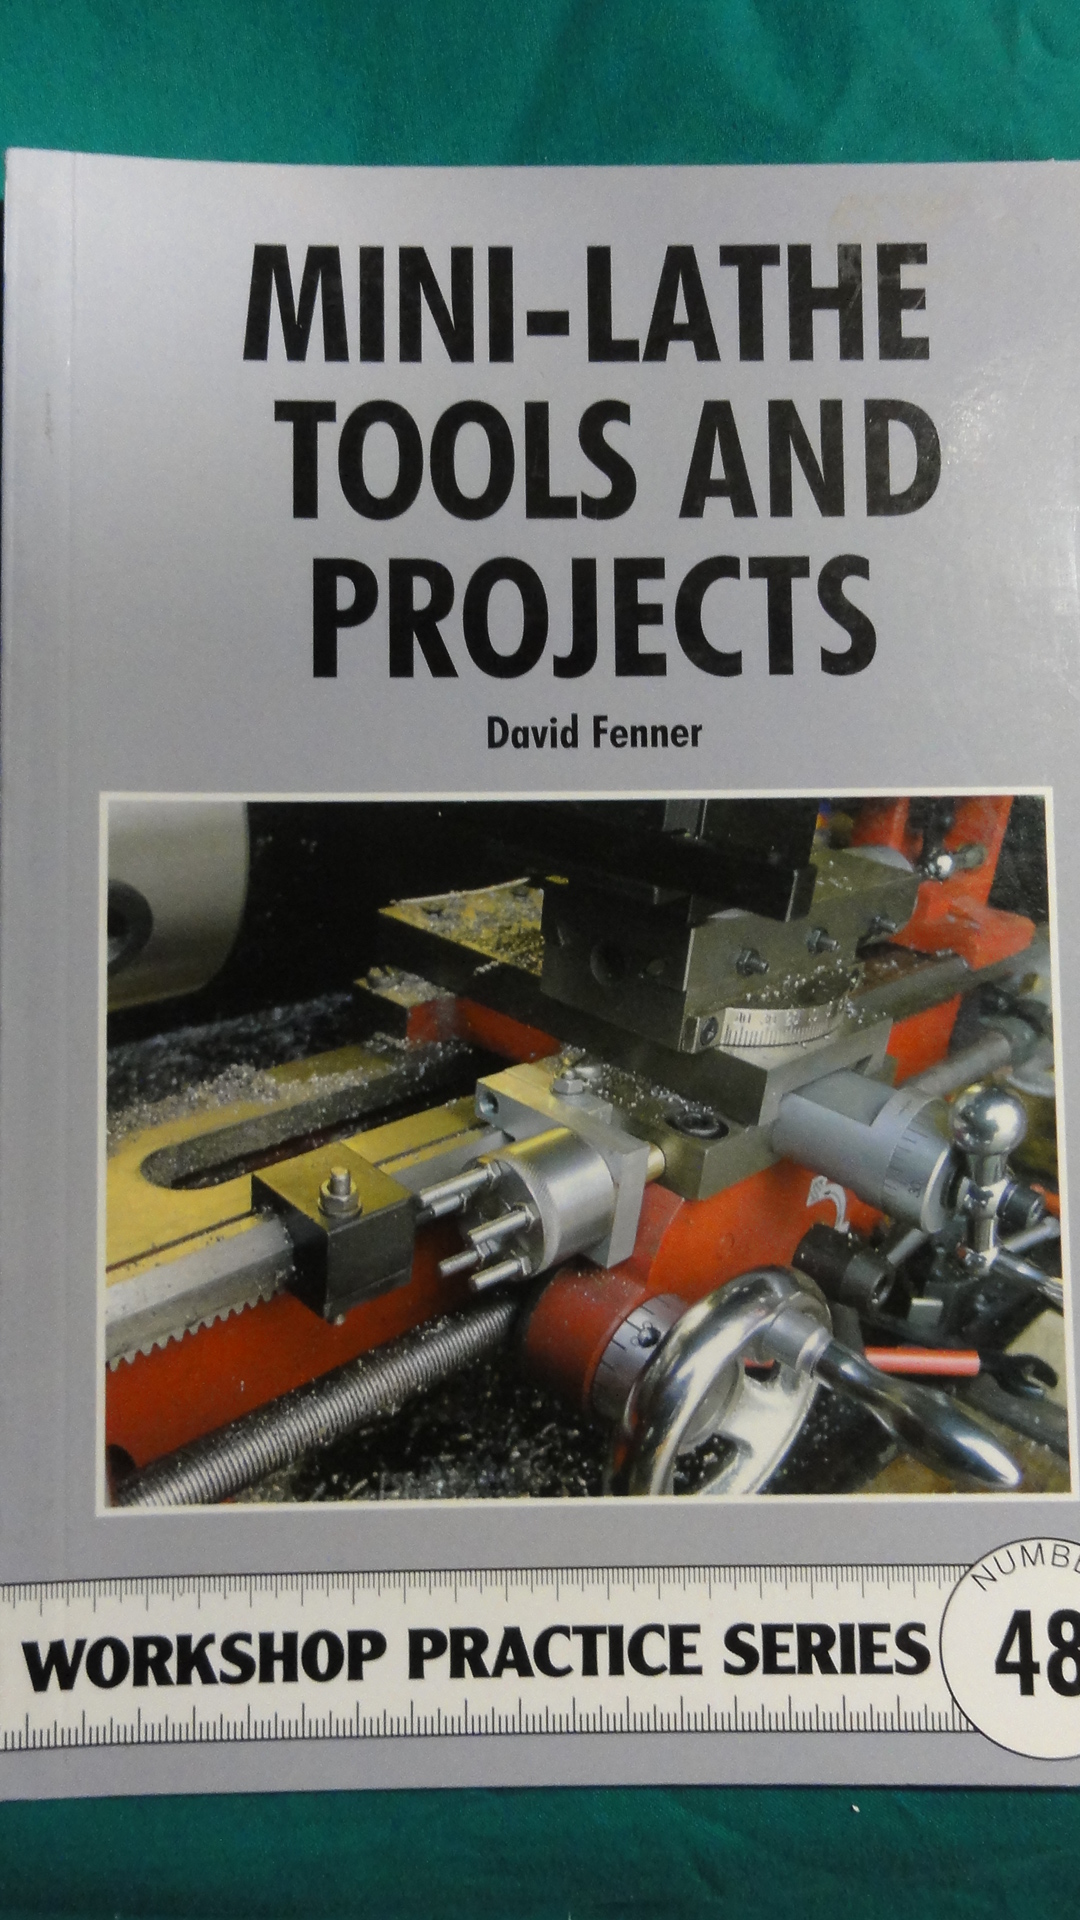 MINI-LATHE
TOOLS AND
PROJECTS
David Fenner
WORKSHOP PRACTICE SERIES
48